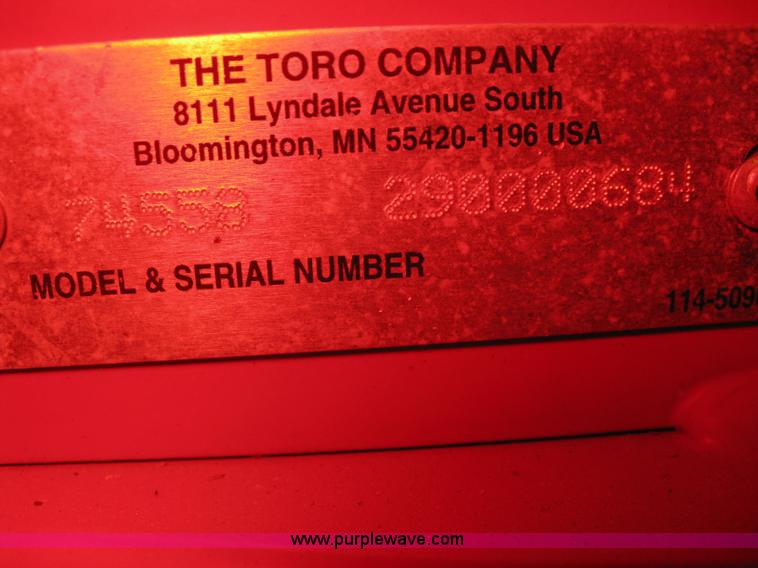 THE TORO COMPANY
8111 Lyndale Avenue South
Bloomington, MN 55420-1196 USA
74558 290000684
MODEL & SERIAL NUMBER
114-509
www.purplewave.com